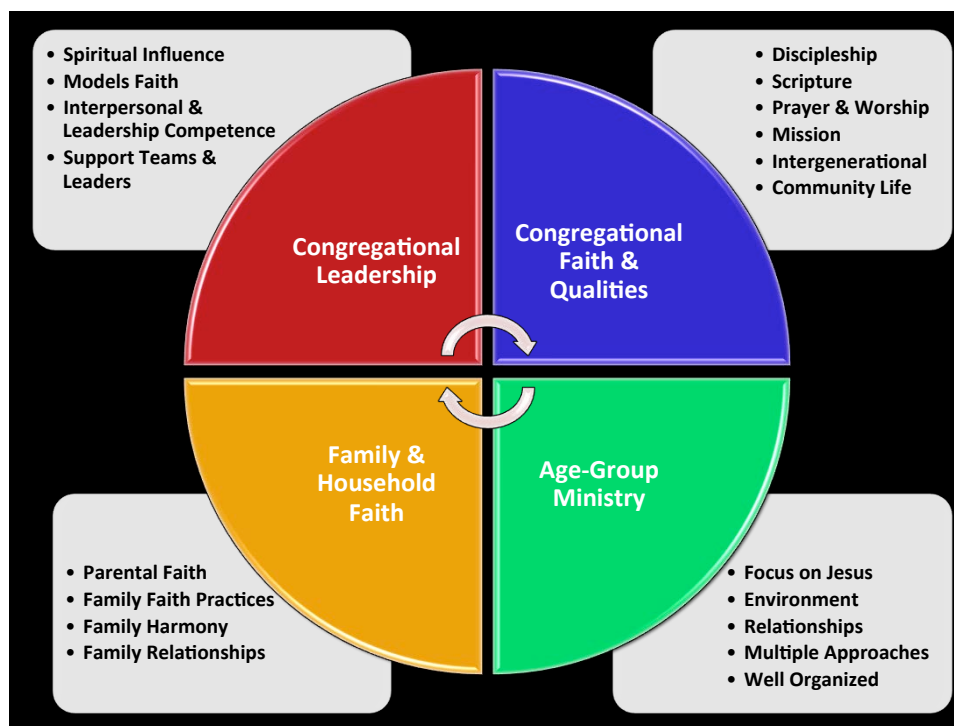 • Spiritual Influence
• Models Faith
• Interpersonal &
Leadership Competence
• Support Teams &
Leaders
• Discipleship
• Scripture
• Prayer & Worship
• Mission
• Intergenerational
• Community Life
Congregational
Leadership
Congregational
Faith &
Qualities
Family &
Household
Faith
Age-Group
Ministry
• Parental Faith
• Family Faith Practices
• Family Harmony
• Family Relationships
• Focus on Jesus
• Environment
• Relationships
• Multiple Approaches
• Well Organized